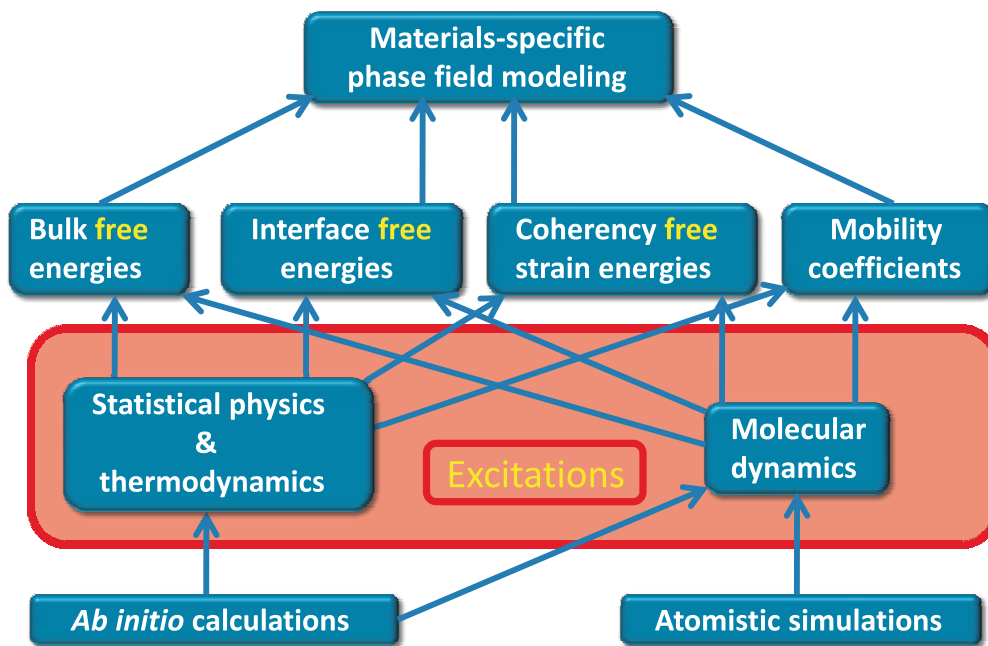 Materials-specific
phase field modeling
Bulk free
energies
Interface free
energies
Coherency free
strain energies
Mobility
coefficients
Statistical physics
&
thermodynamics
Excitations
Molecular
dynamics
Ab initio calculations
Atomistic simulations